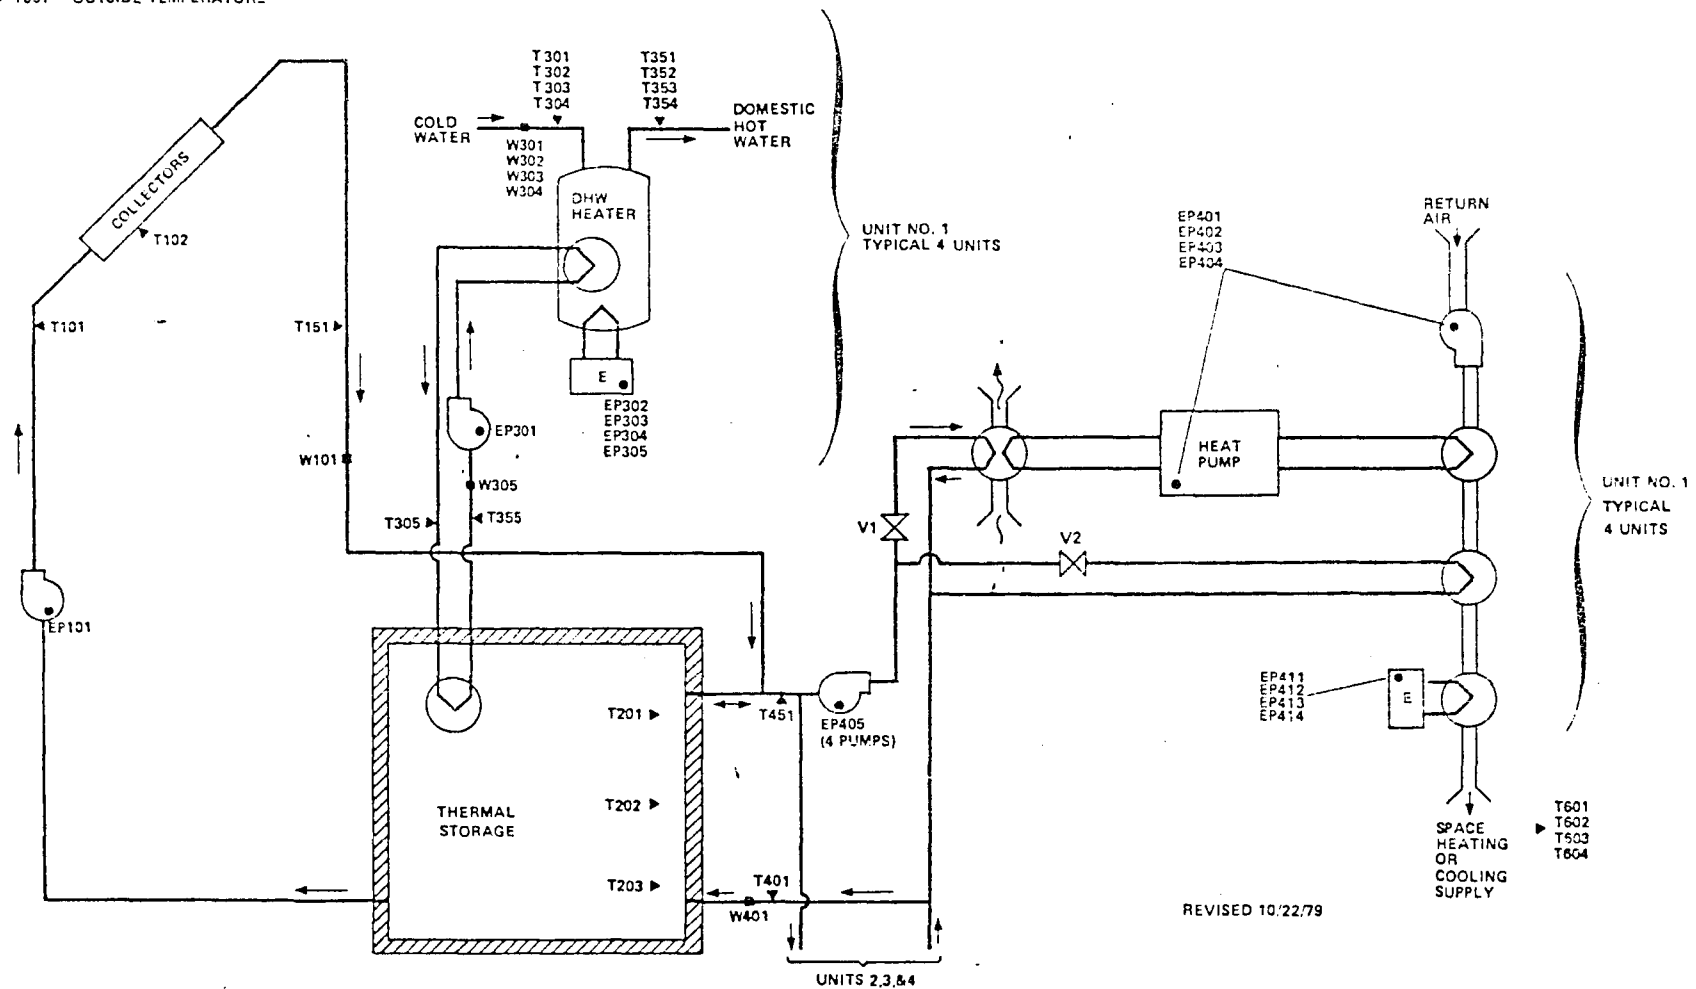 OUTSIDE TEMPERATURE
T301
T302
T303
T304
T351
T352
T353
T354
COLD
WATER
DOMESTIC
HOT
WATER
W301
W302
W303
W304
DHW
HEATER
COLLECTORS
T102
UNIT NO. 1
TYPICAL 4 UNITS
RETURN
AIR
EP401
EP402
EP403
EP404
T101
T151
E
EP302
EP303
EP304
EP305
EP301
W101
W305
T305
T355
HEAT
PUMP
V1
V2
UNIT NO. 1
TYPICAL
4 UNITS
EP101
T201
T451
EP405
(4 PUMPS)
EP411
EP412
EP413
EP414
E
T202
THERMAL
STORAGE
T203
T401
W401
SPACE
HEATING
OR
COOLING
SUPPLY
T601
T602
T603
T604
REVISED 10/22/79
UNITS 2,3,&4